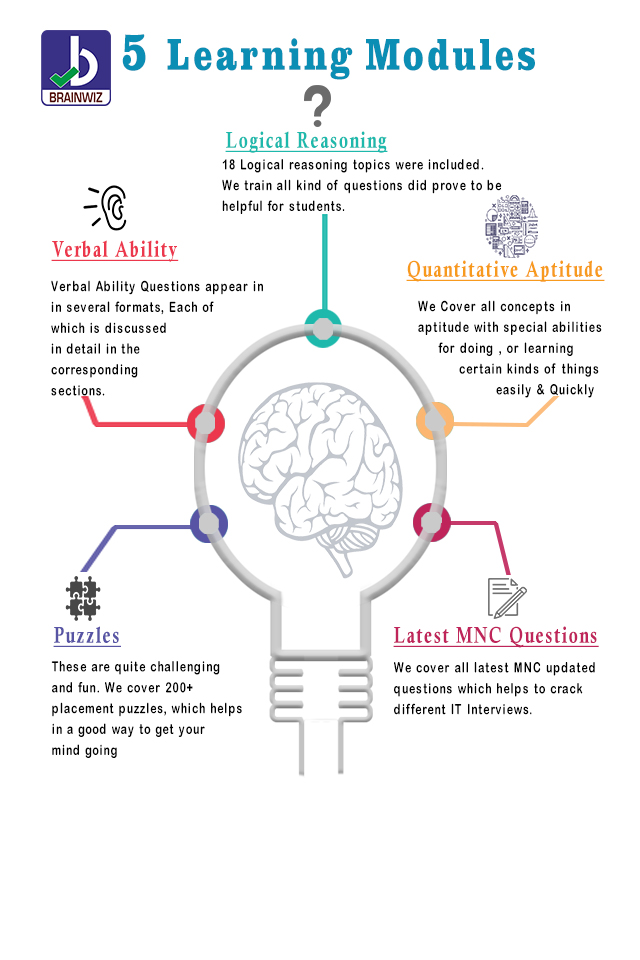 BRAINWIZ
5 Learning Modules
?
Logical Reasoning
18 Logical reasoning topics were included.
We train all kind of questions did prove to be
helpful for students.
Verbal Ability
Verbal Ability Questions appear in
in several formats, Each of
which is discussed
in detail in the
corresponding
sections.
Quantitative Aptitude
We Cover all concepts in
aptitude with special abilities
for doing , or learning
certain kinds of things
easily & Quickly
Puzzles
These are quite challenging
and fun. We cover 200+
placement puzzles, which helps
in a good way to get your
mind going
Latest MNC Questions
We cover all latest MNC updated
questions which helps to crack
different IT Interviews.